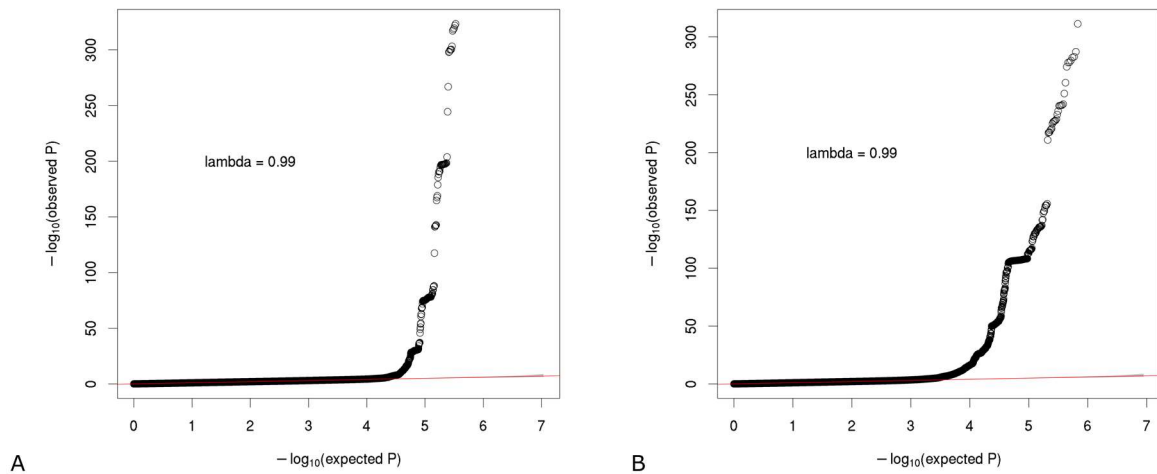 300
250
200
150
100
50
0
− log10(observed P)
lambda = 0.99
0 1 2 3 4 5 6 7
− log10(expected P)
A
300
250
200
150
100
50
0
− log10(observed P)
lambda = 0.99
0 1 2 3 4 5 6 7
− log10(expected P)
B